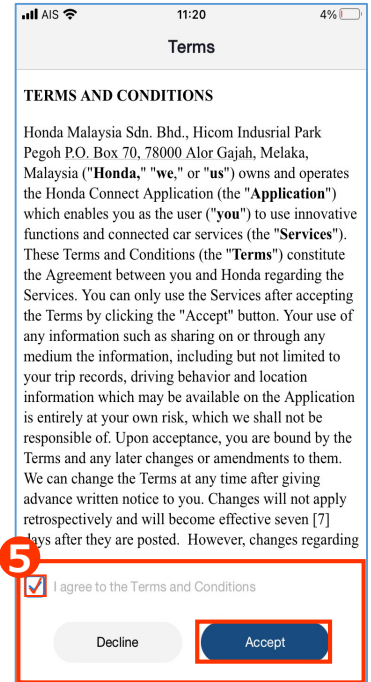 AIS 11:20 4%
Terms
TERMS AND CONDITIONS
Honda Malaysia Sdn. Bhd., Hicom Indusrial Park
Pegoh P.O. Box 70, 78000 Alor Gajah, Melaka,
Malaysia ("Honda," "we," or "us") owns and operates
the Honda Connect Application (the "Application")
which enables you as the user ("you") to use innovative
functions and connected car services (the "Services").
These Terms and Conditions (the "Terms") constitute
the Agreement between you and Honda regarding the
Services. You can only use the Services after accepting
the Terms by clicking the "Accept" button. Your use of
any information such as sharing on or through any
medium the information, including but not limited to
your trip records, driving behavior and location
information which may be available on the Application
is entirely at your own risk, which we shall not be
responsible of. Upon acceptance, you are bound by the
Terms and any later changes or amendments to them.
We can change the Terms at any time after giving
advance written notice to you. Changes will not apply
retrospectively and will become effective seven [7]
days after they are posted. However, changes regarding
5
I agree to the Terms and Conditions
Decline Accept